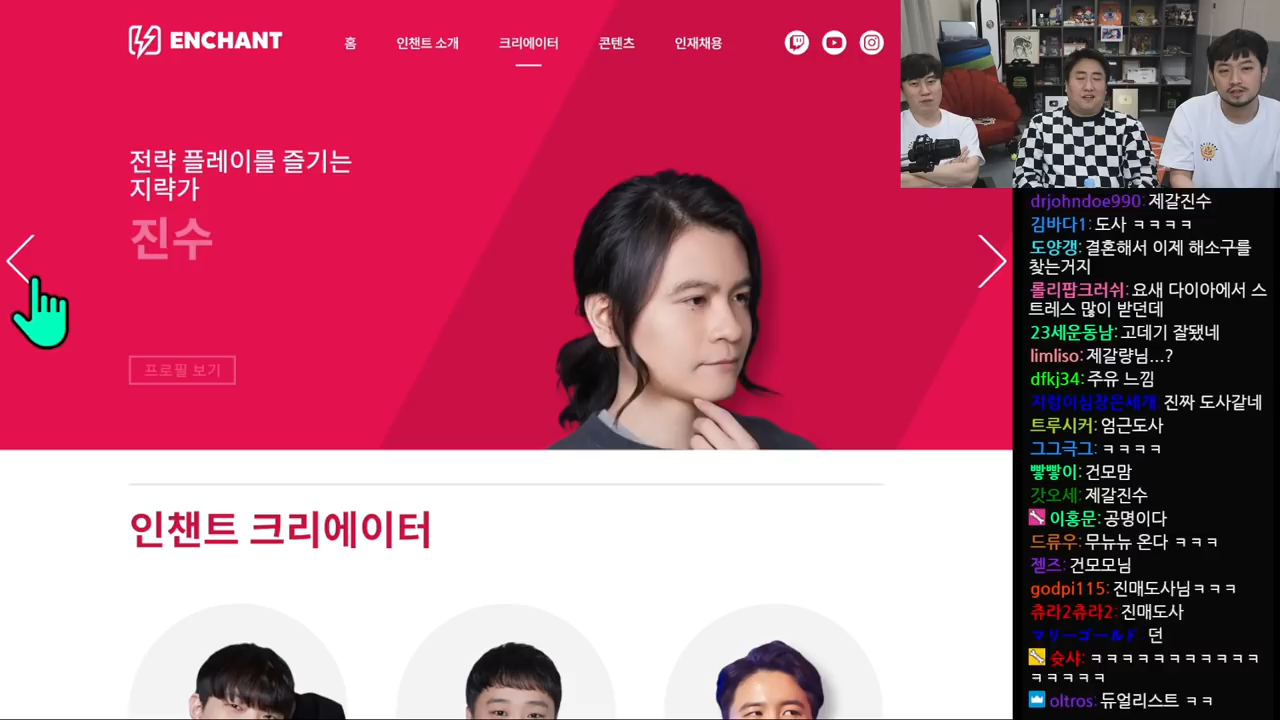 ENCHANT
홈
인챈트 소개
크리에이터
콘텐츠
인재채용
전략 플레이를 즐기는
지략가
진수
프로필 보기
인챈트 크리에이터
drjohndoe990: 제갈진수
김바다1: 도사 ㅋㅋㅋㅋ
도양갱: 결혼해서 이제 해소구를
찾는거지
롤리팝크러쉬: 요새 다이아에서 스
트레스 많이 받던데
23세운동남: 고데기 잘됐네
limliso: 제갈량님...?
dfkj34: 주유 느낌
지렁이심장은세개: 진짜 도사같네
트루시커: 엄근도사
그그극그: ㅋㅋㅋㅋ
빻빻이: 건모맘
갓오세: 제갈진수
이홍문: 공명이다
드류우: 무뉴뉴 온다 ㅋㅋㅋ
젤즈: 건모모님
godpi115: 진매도사님ㅋㅋㅋ
츄라2츄라2: 진매도사
マリーゴールド: 던
슛샤: ㅋㅋㅋㅋㅋㅋㅋㅋㅋㅋㅋ
ㅋㅋㅋㅋㅋ
oltros: 듀얼리스트 ㅋㅋ